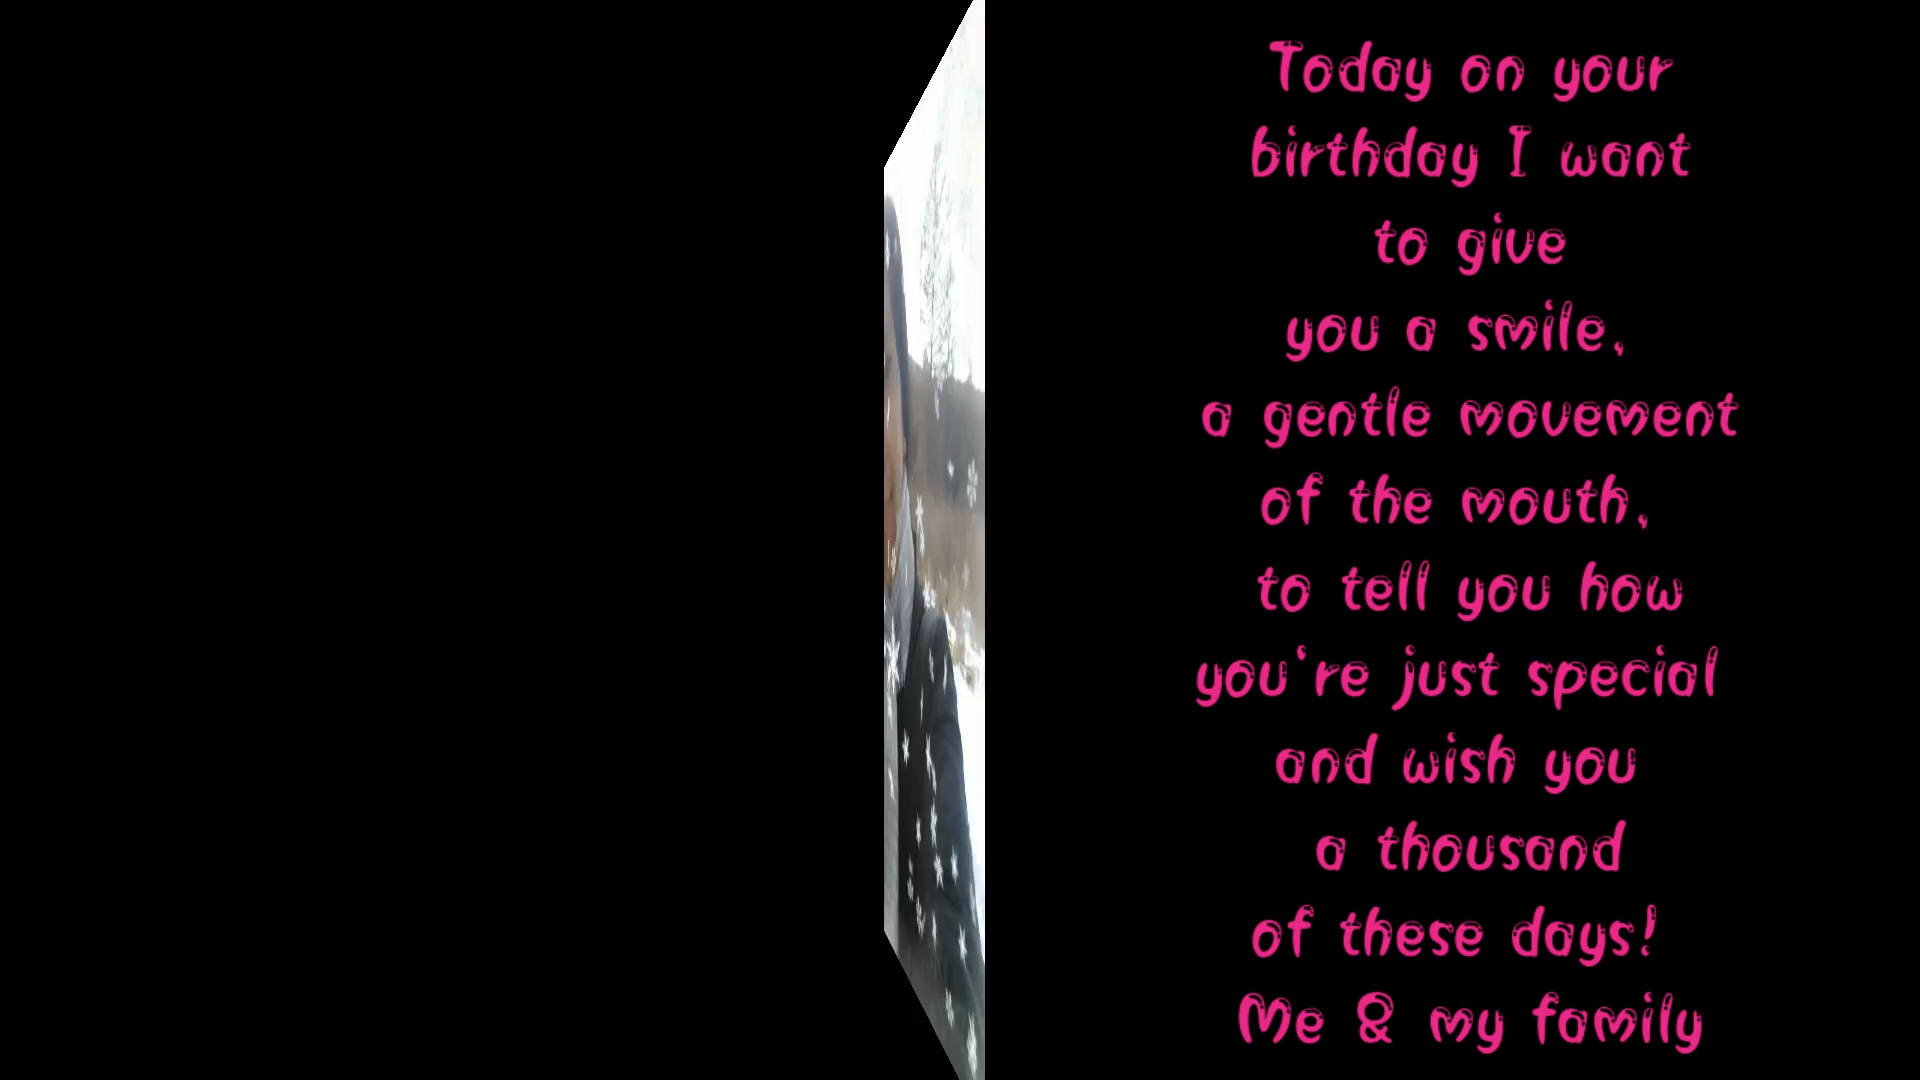 Today on your
birthday I want
to give
you a smile,
a gentle movement
of the mouth,
to tell you how
you're just special
and wish you
a thousand
of these days!
Me & my family